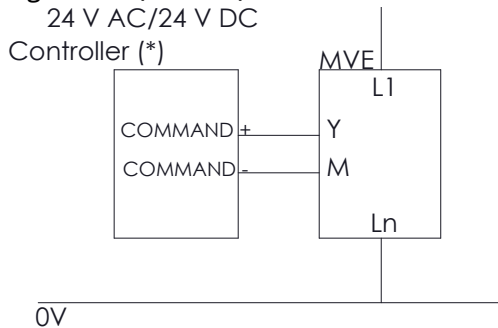 24 V AC/24 V DC
Controller (*)
MVE
L1
COMMAND +
Y
COMMAND -
M
Ln
0V